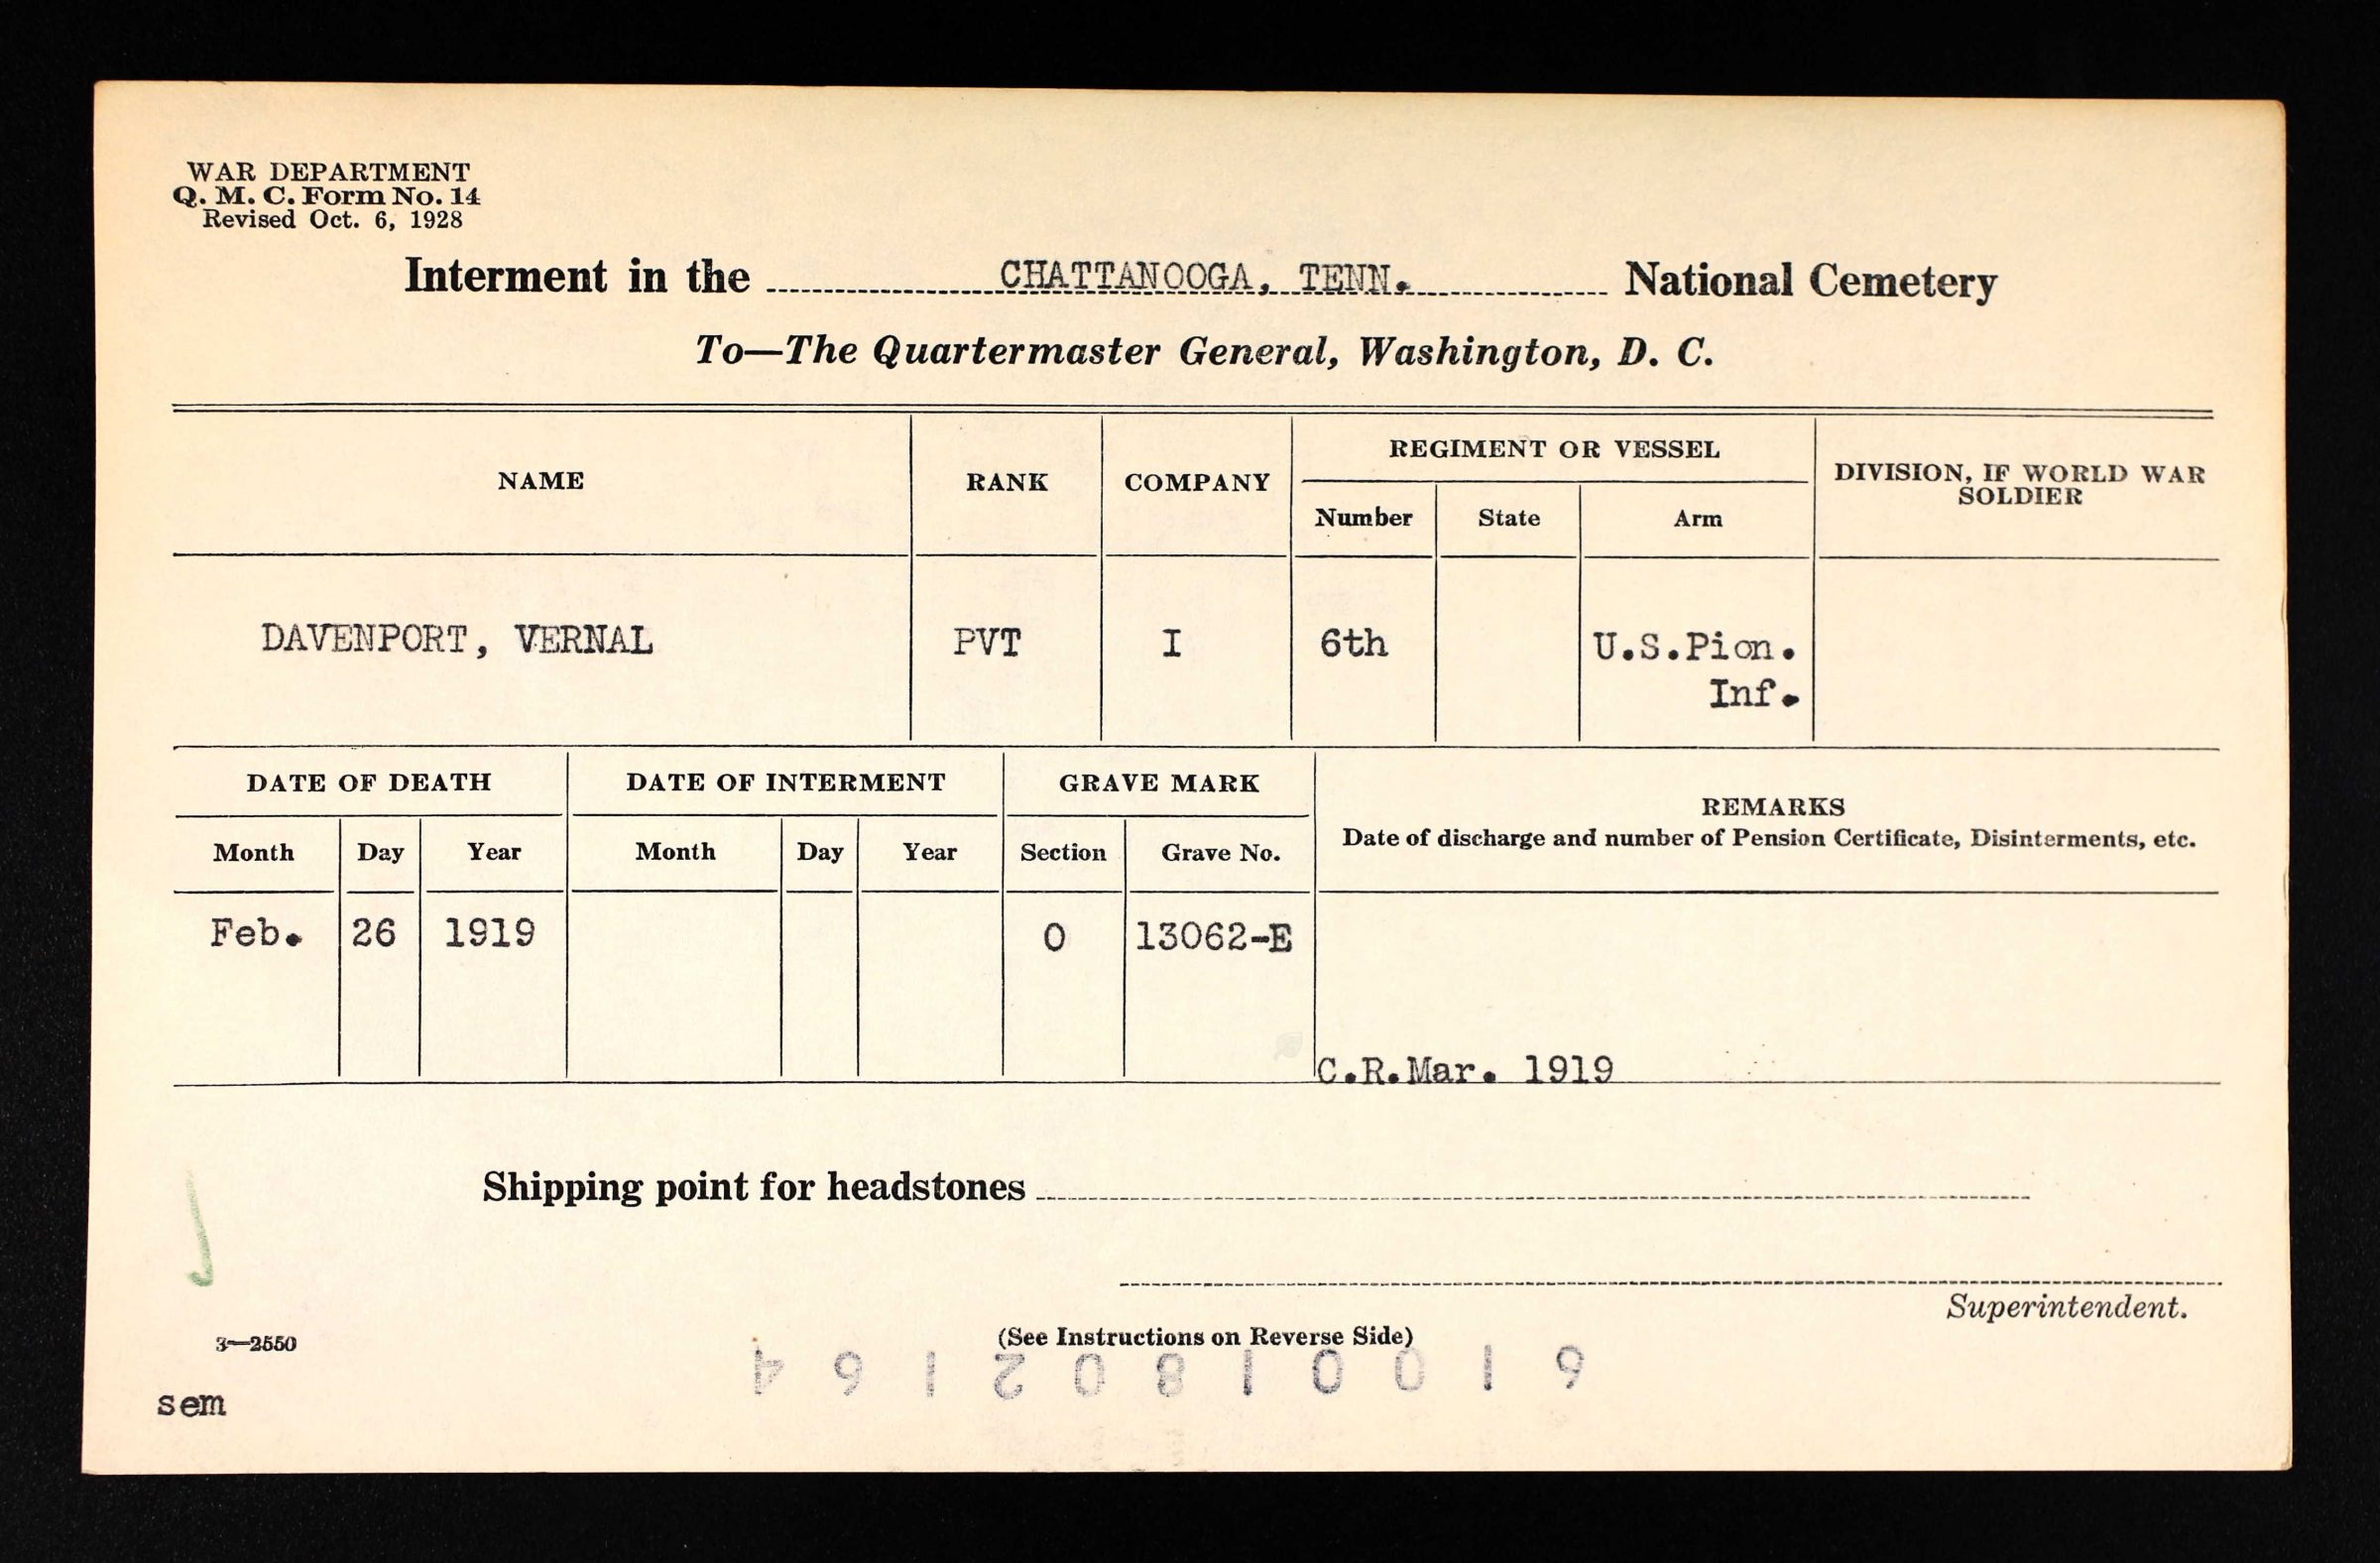 WAR DEPARTMENT
Q. M. C. Form No. 14
Revised Oct. 6, 1928
Interment in the CHATTANOOGA, TENN. National Cemetery
To—The Quartermaster General, Washington, D. C.
NAME RANK COMPANY REGIMENT OR VESSEL DIVISION, IF WORLD WAR SOLDIER
Number State Arm
DAVENPORT, VERNAL PVT I 6th U.S.Pion.
Inf.
DATE OF DEATH DATE OF INTERMENT GRAVE MARK REMARKS
Date of discharge and number of Pension Certificate, Disinterments, etc.
Month Day Year Month Day Year Section Grave No.
Feb. 26 1919 O 13062-E
C.R.Mar. 1919
Shipping point for headstones
Superintendent.
3—2550 (See Instructions on Reverse Side)
61001802164
sem